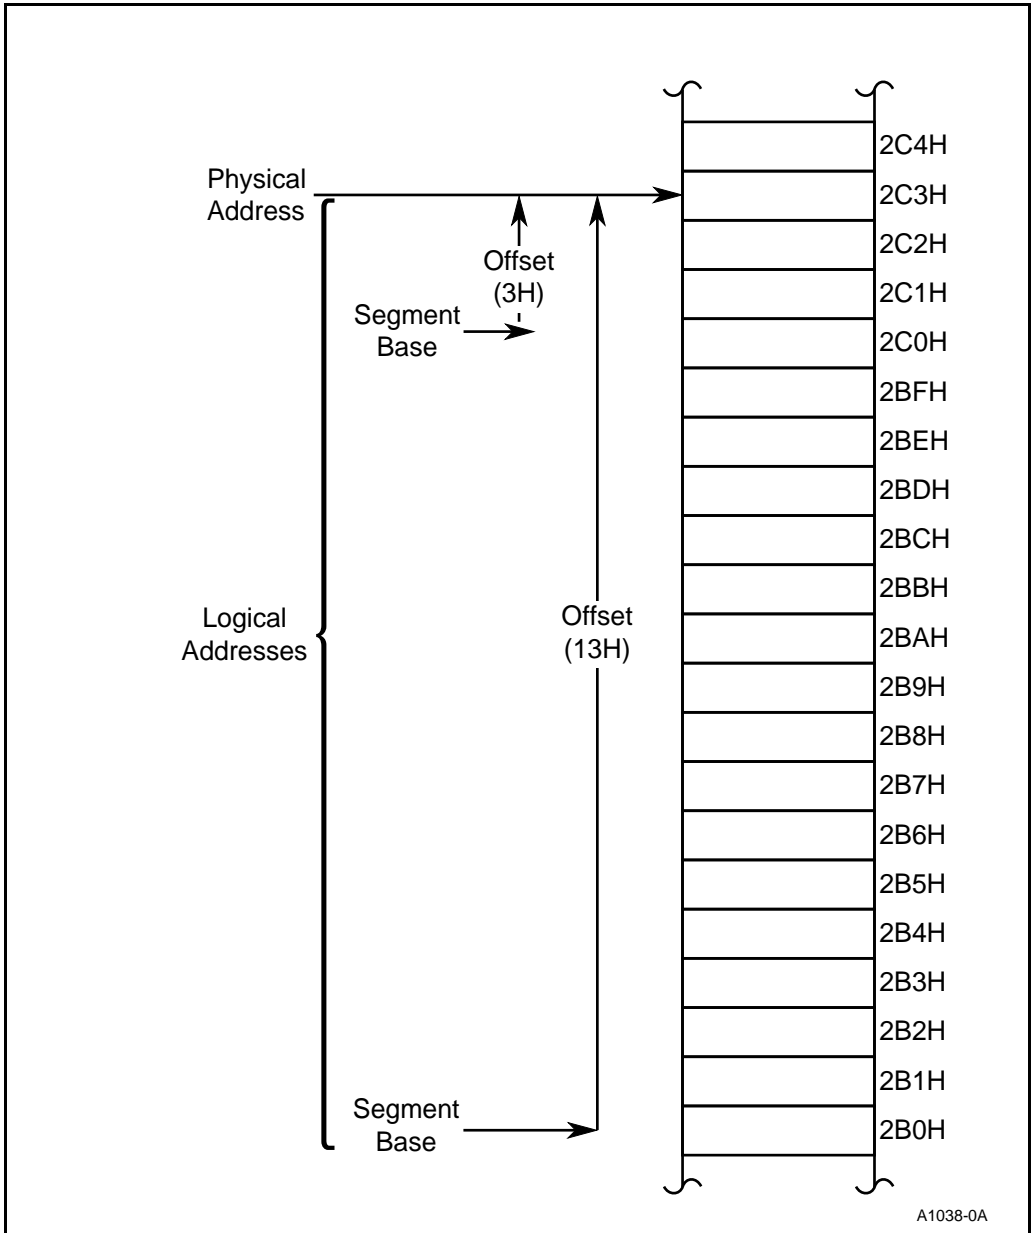 2C4H
Physical
Address
2C3H
2C2H
Offset
(3H)
2C1H
Segment
Base
2C0H
2BFH
2BEH
2BDH
2BCH
2BBH
Logical
Addresses
Offset
(13H)
2BAH
2B9H
2B8H
2B7H
2B6H
2B5H
2B4H
2B3H
2B2H
2B1H
Segment
Base
2B0H
A1038-0A